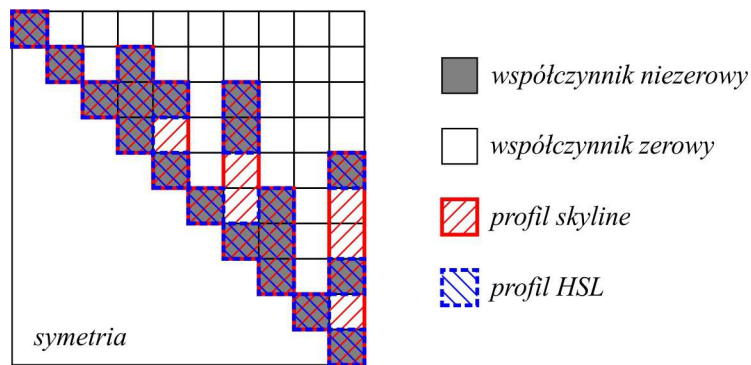 współczynnik niezerowy
współczynnik zerowy
profil skyline
profil HSL
symetria